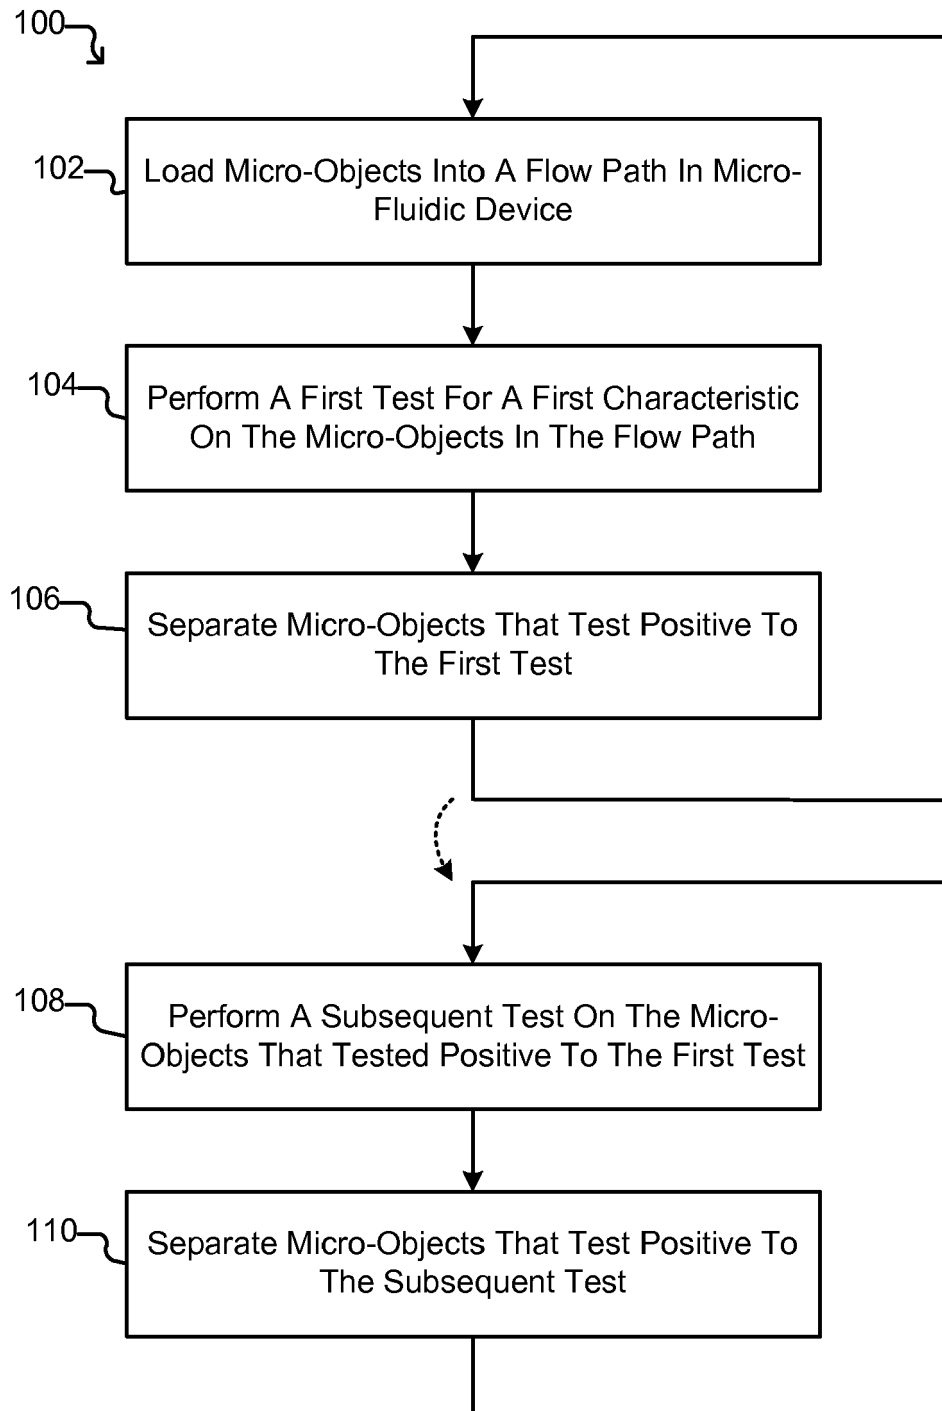 100
102
Load Micro-Objects Into A Flow Path In Micro-
Fluidic Device
104
Perform A First Test For A First Characteristic
On The Micro-Objects In The Flow Path
106
Separate Micro-Objects That Test Positive To
The First Test
108
Perform A Subsequent Test On The Micro-
Objects That Tested Positive To The First Test
110
Separate Micro-Objects That Test Positive To
The Subsequent Test